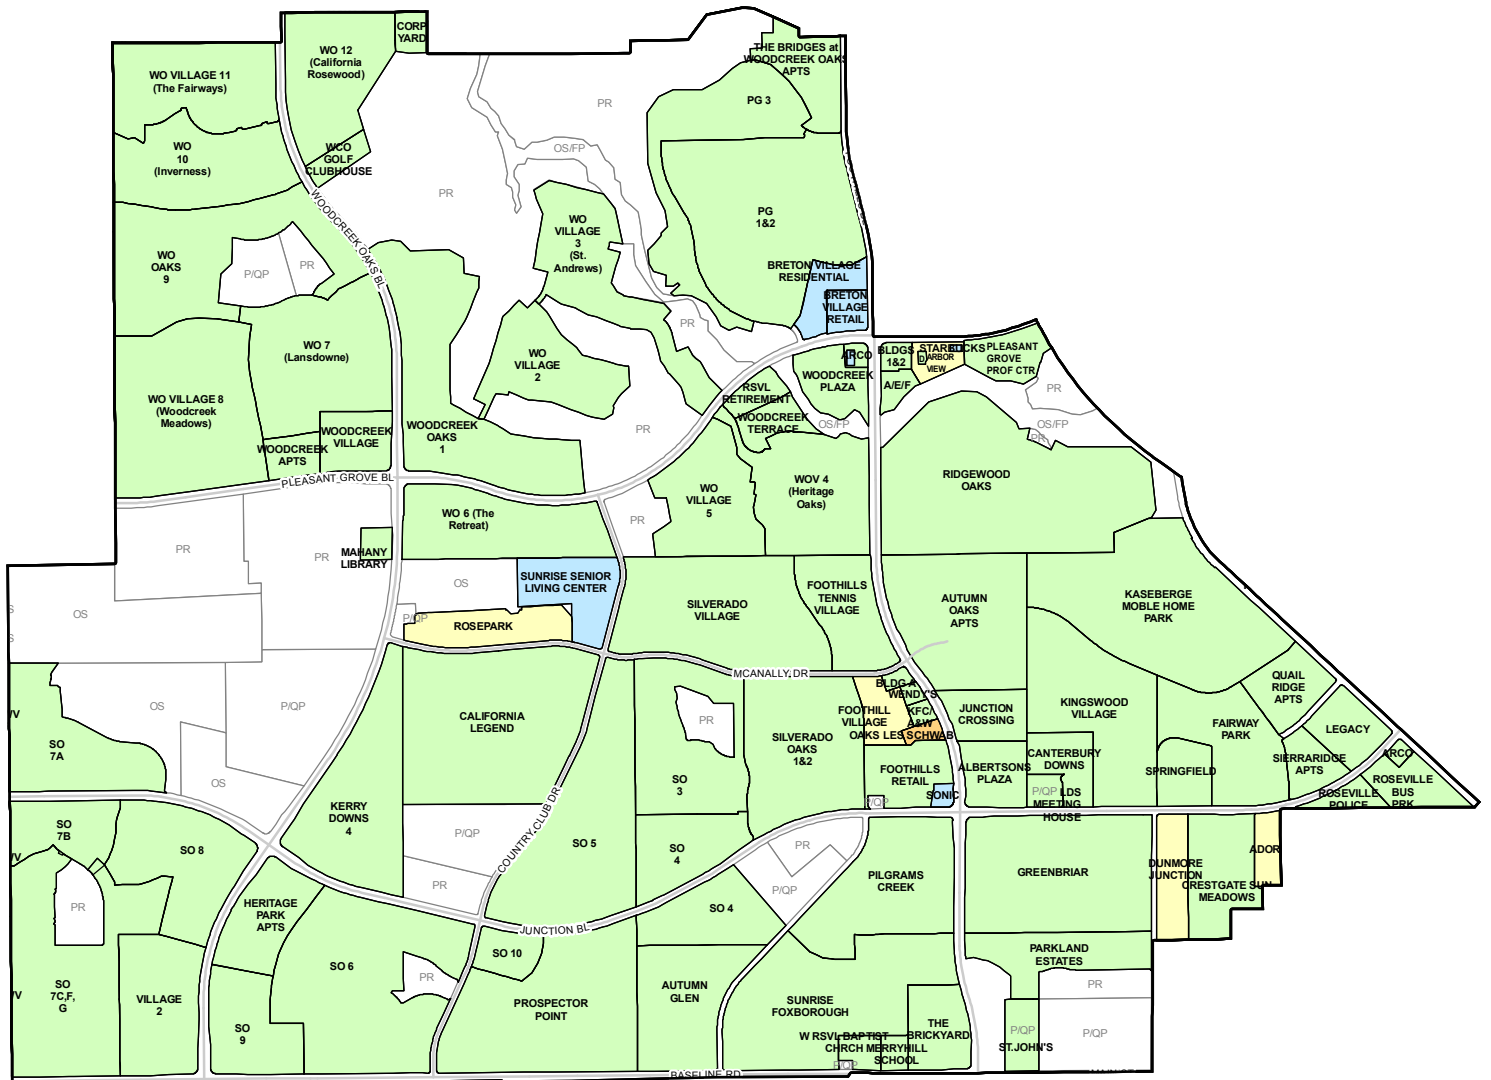 CORP
YARD
WO 12
(California
Rosewood)
WO VILLAGE 11
(The Fairways)
THE BRIDGES at
WOODCREEK OAKS
APTS
PG 3
PR
OS/FP
WO
10
(Inverness)
WCO
GOLF
CLUBHOUSE
PR
WOODCREEK OAKS BL
WO
VILLAGE
3
(St.
Andrews)
PG
1&2
WO
OAKS
9
P/QP
PR
BRETON VILLAGE
RESIDENTIAL
BRETON
VILLAGE
RETAIL
PR
WO 7
(Lansdowne)
WO
VILLAGE
2
ARCO
BLDGS
1&2
STARBUCKS
D
ARBOR
VIEW
PLEASANT
GROVE
PROF CTR
WOODCREEK
PLAZA
A/E/F
PR
RSVL
RETIREMENT
WOODCREEK
TERRACE
OS/FP
OS/FP
PR
WO VILLAGE 8
(Woodcreek
Meadows)
WOODCREEK
VILLAGE
WOODCREEK
APTS
WOODCREEK
OAKS
1
PR
PLEASANT GROVE BL
WO
VILLAGE
5
WOV 4
(Heritage
Oaks)
RIDGEWOOD
OAKS
WO 6 (The
Retreat)
PR
PR
PR
MAHANY
LIBRARY
OS
SUNRISE SENIOR
LIVING CENTER
SILVERADO
VILLAGE
FOOTHILLS
TENNIS
VILLAGE
AUTUMN
OAKS
APTS
KASEBERGE
MOBLE HOME
PARK
OS
P/QP
ROSEPARK
MCANALLY DR
OS
P/QP
CALIFORNIA
LEGEND
PR
BLDG A
WENDY'S
KFC/
A&W
LES SCHWAB
FOOTHILL
VILLAGE
OAKS
JUNCTION
CROSSING
KINGSWOOD
VILLAGE
QUAIL
RIDGE
APTS
FAIRWAY
PARK
LEGACY
SO
7A
SILVERADO
OAKS
1&2
CANTERBURY
DOWNS
SIERRARIDGE
APTS
ARCO
OS
SO
3
FOOTHILLS
RETAIL
ALBERTSONS
PLAZA
SPRINGFIELD
ROSEVILLE
BUS
PRK
KERRY
DOWNS
4
COUNTRY CLUB DR
P/QP
SONIC
P/QP
LDS
MEETING
HOUSE
ROSEVILLE
POLICE
SO
7B
SO 8
P/QP
SO 5
SO
4
PR
DUNMORE
JUNCTION
ADOR
PR
P/QP
PILGRAMS
CREEK
GREENBRIAR
CRESTGATE SUN
MEADOWS
PR
HERITAGE
PARK
APTS
SO 4
JUNCTION BL
SO 6
SO 10
PARKLAND
ESTATES
PR
PR
SO
7C,F,
G
VILLAGE
2
PROSPECTOR
POINT
AUTUMN
GLEN
SUNRISE
FOXBOROUGH
SO
9
THE
BRICKYARD
P/QP
P/QP
W RSVL BAPTIST
CHRCH
MERRYHILL
SCHOOL
ST.JOHN'S
P/QP
BASELINE RD